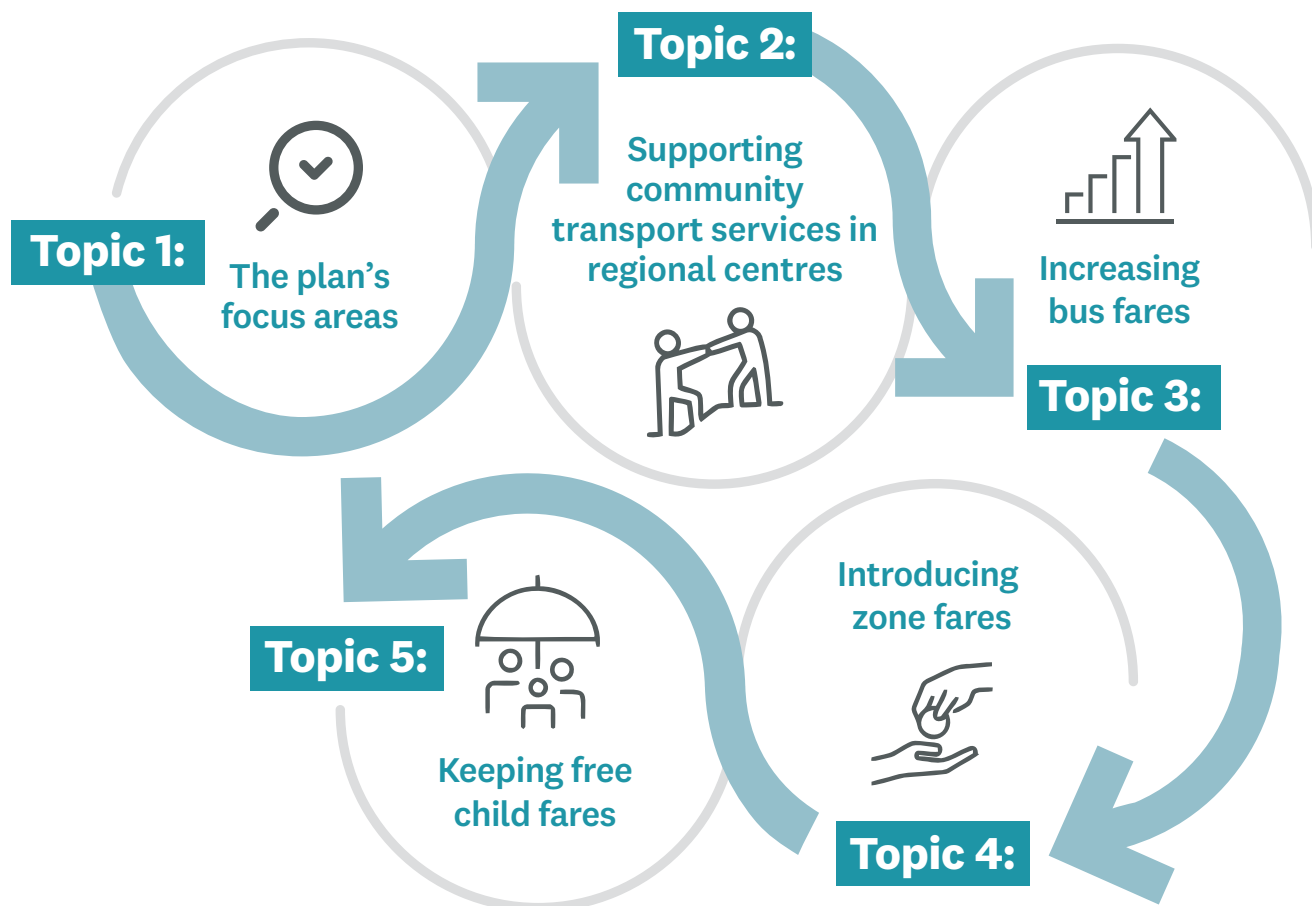 Topic 1:
The plan’s
focus areas
Topic 2:
Supporting
community
transport services in
regional centres
Increasing
bus fares
Topic 3:
Introducing
zone fares
Topic 4:
Topic 5:
Keeping free
child fares